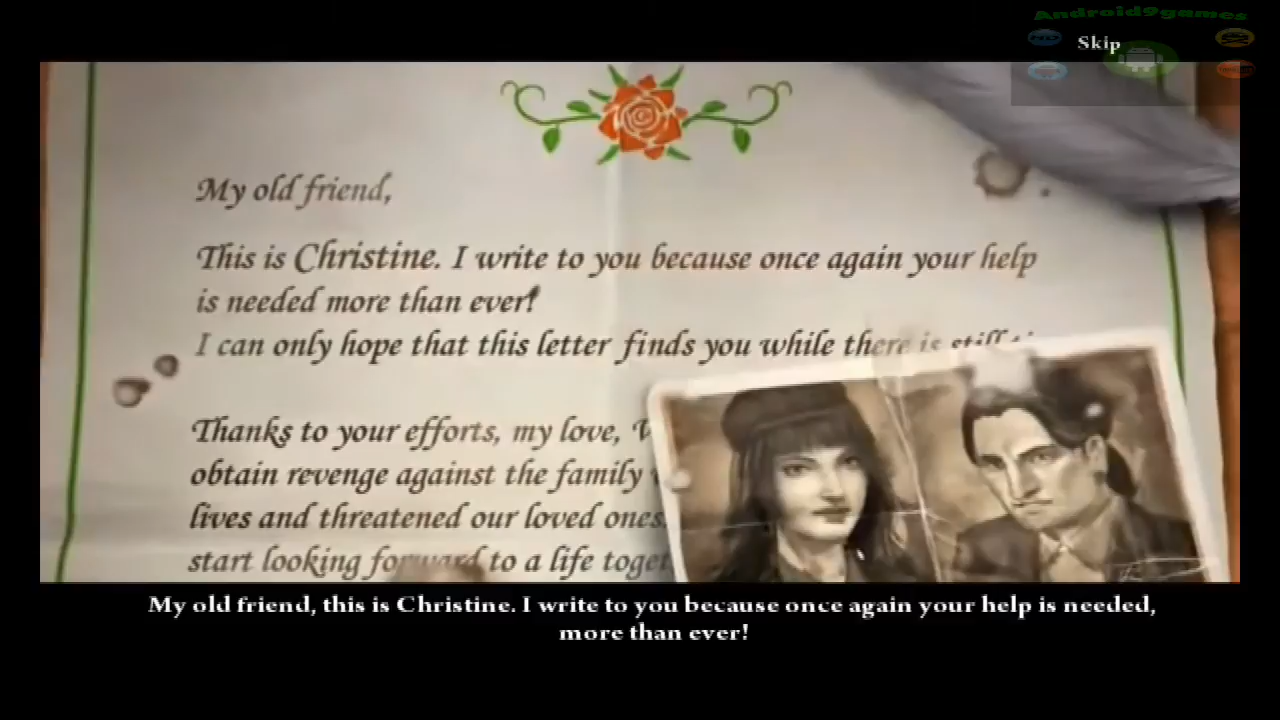 Android9games
Skip
My old friend,
This is Christine. I write to you because once again your help
is needed more than ever!
I can only hope that this letter finds you while there is still
Thanks to your efforts, my love,
obtain revenge against the family
lives and threatened our loved ones.
start looking forward to a life
My old friend, this is Christine. I write to you because once again your help is needed,
more than ever!